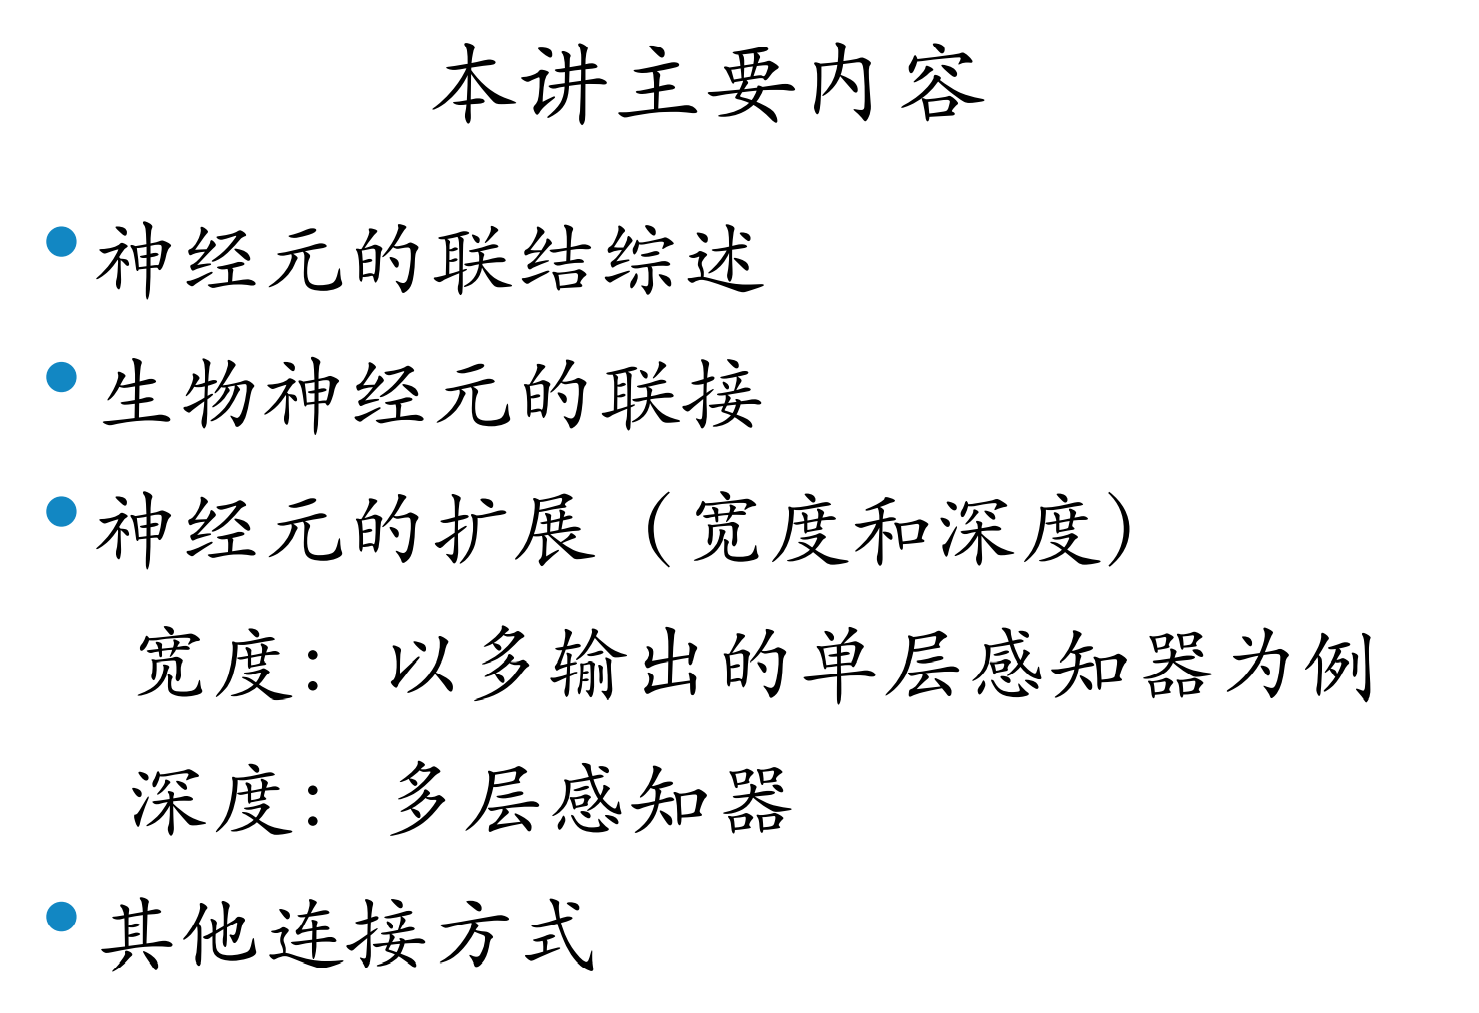 本讲主要内容
•神经元的联结综述
•生物神经元的联接
•神经元的扩展（宽度和深度）
宽度：以多输出的单层感知器为例
深度：多层感知器
•其他连接方式